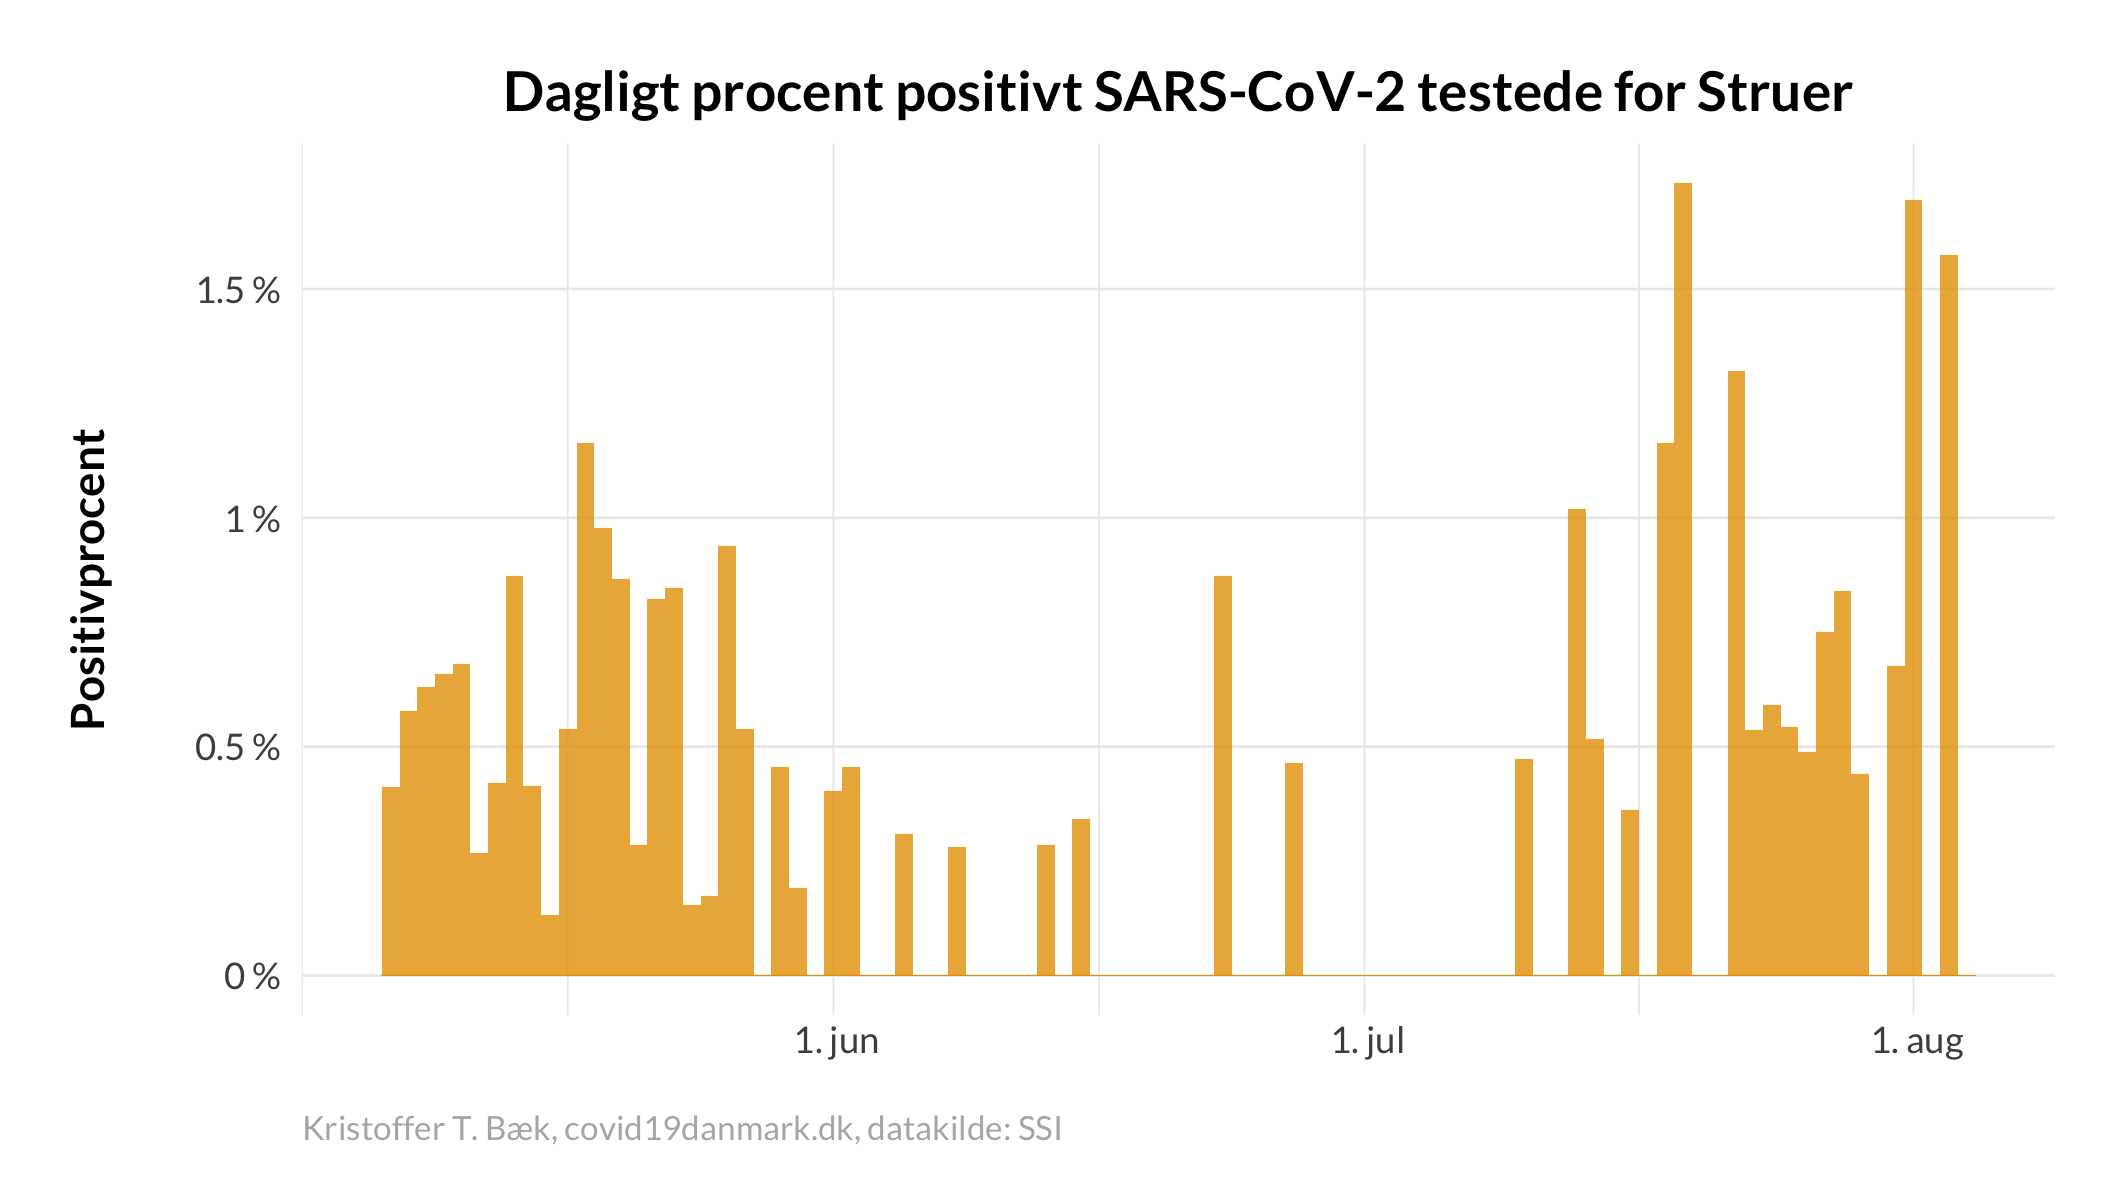 Dagligt procent positivt SARS-CoV-2 testede for Struer
Positivprocent
1.5 %
1 %
0.5 %
0 %
1. jun
1. jul
1. aug
Kristoffer T. Bæk, covid19danmark.dk, datakilde: SSI